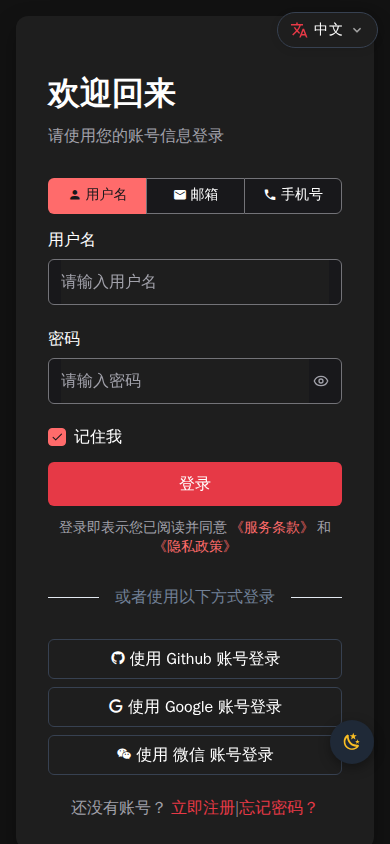 中文
欢迎回来
请使用您的账号信息登录
用户名 邮箱 手机号
用户名
请输入用户名
密码
请输入密码
记住我
登录
登录即表示您已阅读并同意 《服务条款》 和
《隐私政策》
或者使用以下方式登录
使用 Github 账号登录
使用 Google 账号登录
使用 微信 账号登录
还没有账号？ 立即注册|忘记密码？